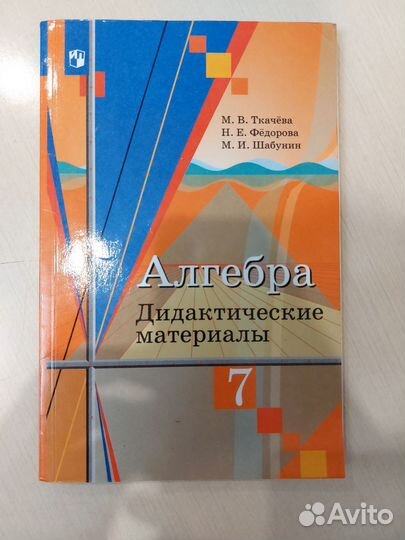 М. В. Ткачёва
Н. Е. Фёдорова
М. И. Шабунин
Алгебра
Дидактические
материалы
7
Avito